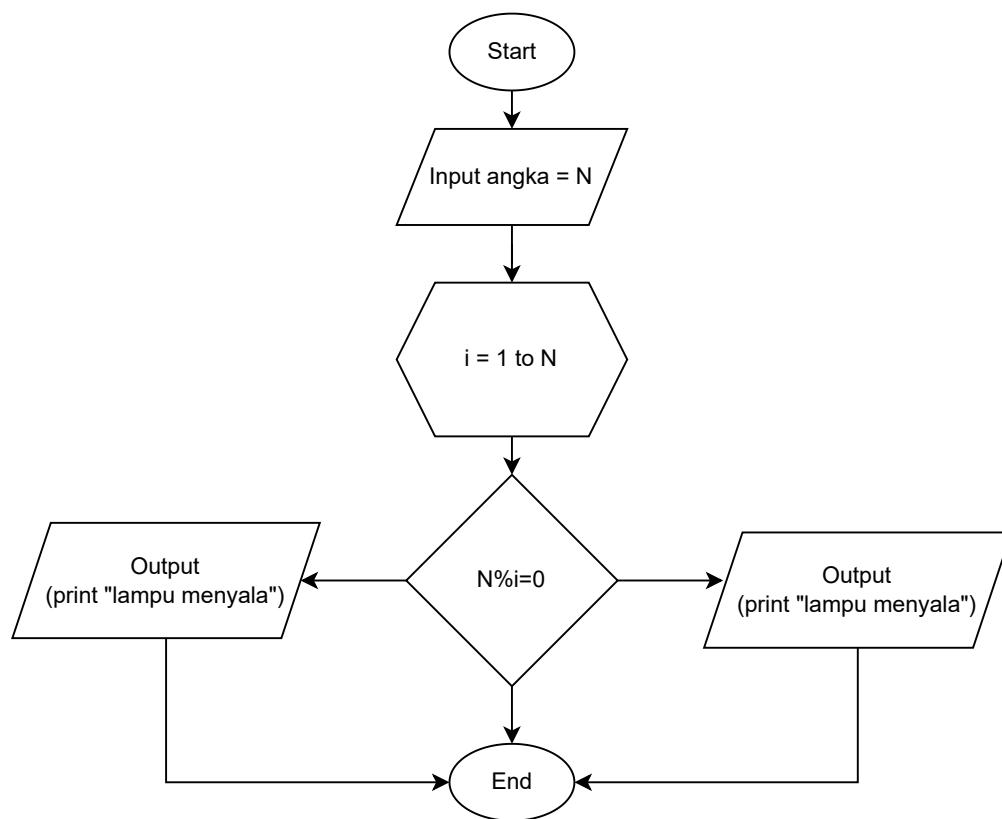 Start
Input angka = N
i = 1 to N
N%i=0
Output
(print "lampu menyala")
Output
(print "lampu menyala")
End